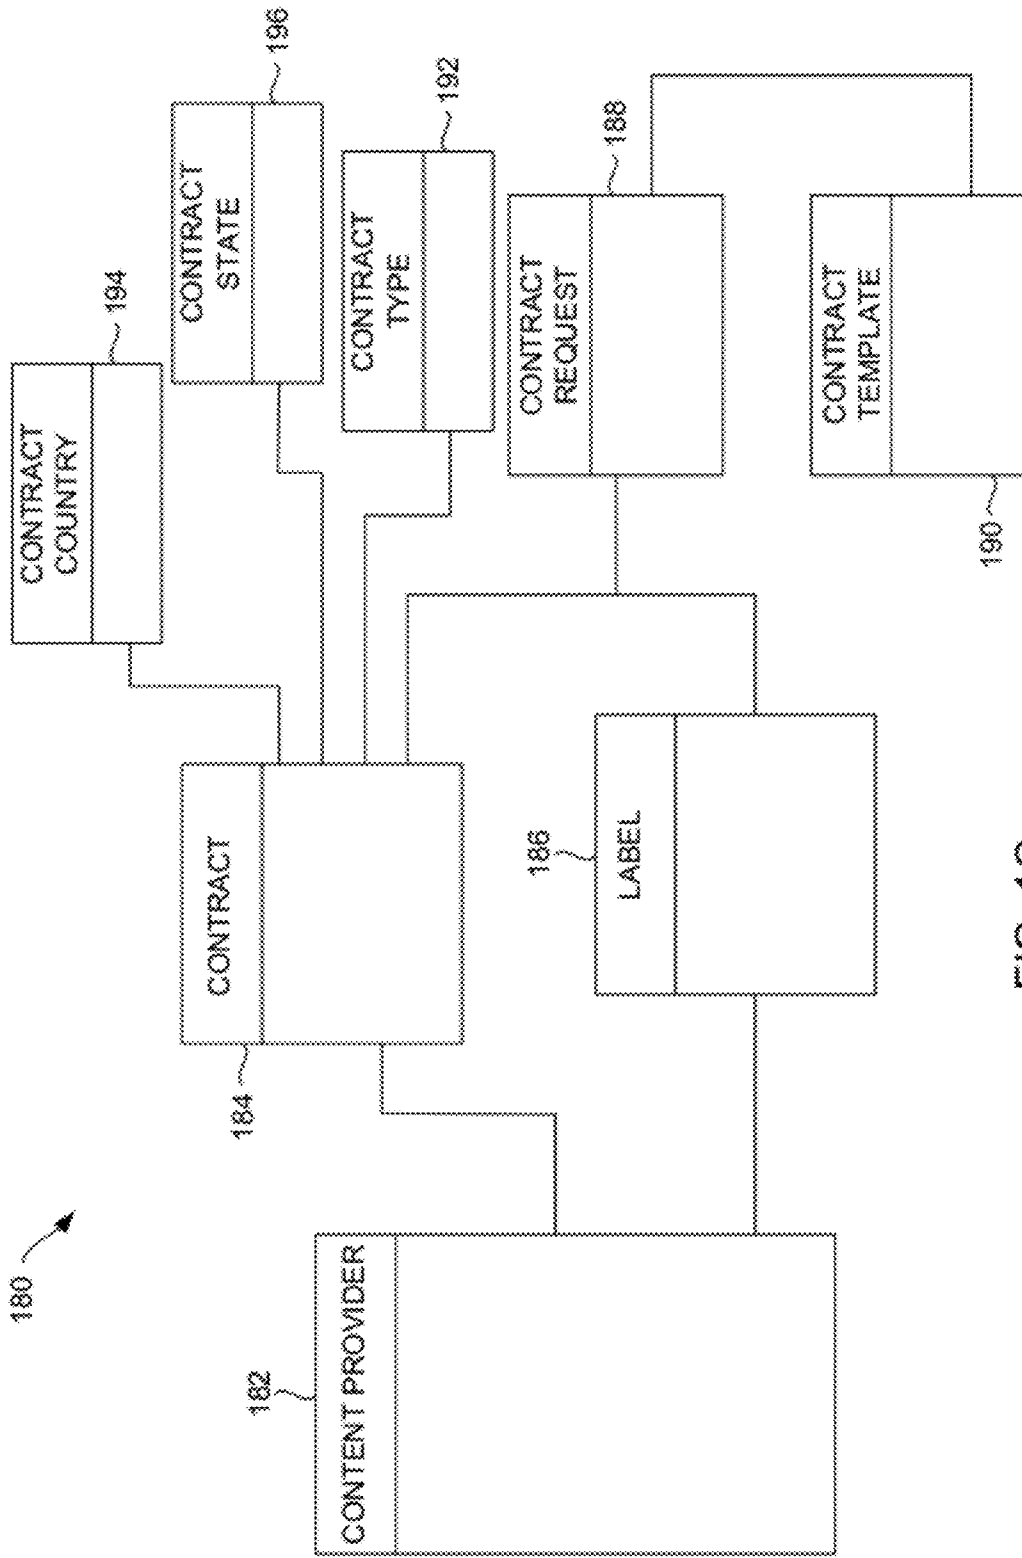 180
CONTENT PROVIDER
182
CONTRACT
184
LABEL
186
CONTRACT
COUNTRY
194
CONTRACT
STATE
196
CONTRACT
TYPE
192
CONTRACT
REQUEST
188
CONTRACT
TEMPLATE
190